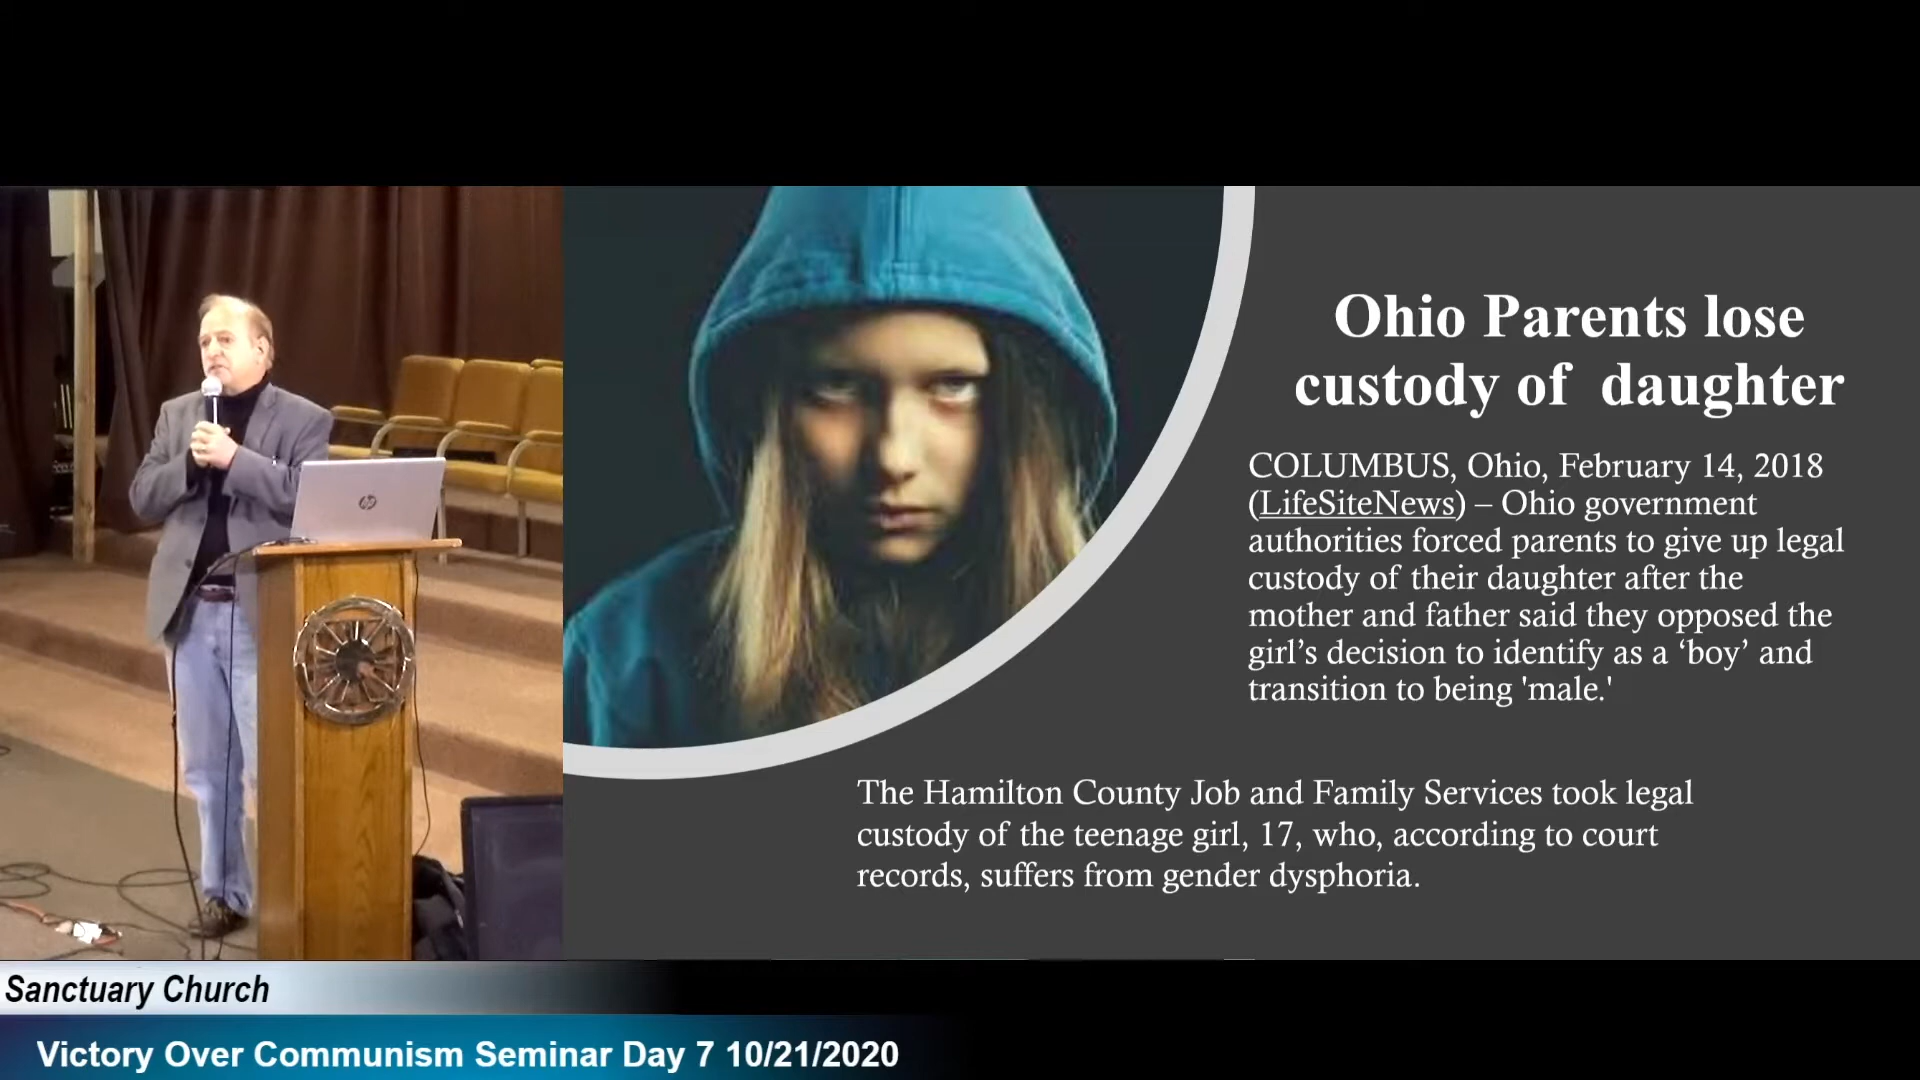 Ohio Parents lose
custody of daughter
COLUMBUS, Ohio, February 14, 2018
(LifeSiteNews) – Ohio government
authorities forced parents to give up legal
custody of their daughter after the
mother and father said they opposed the
girl’s decision to identify as a ‘boy’ and
transition to being 'male.'
The Hamilton County Job and Family Services took legal
custody of the teenage girl, 17, who, according to court
records, suffers from gender dysphoria.
hp
Sanctuary Church
Victory Over Communism Seminar Day 7 10/21/2020